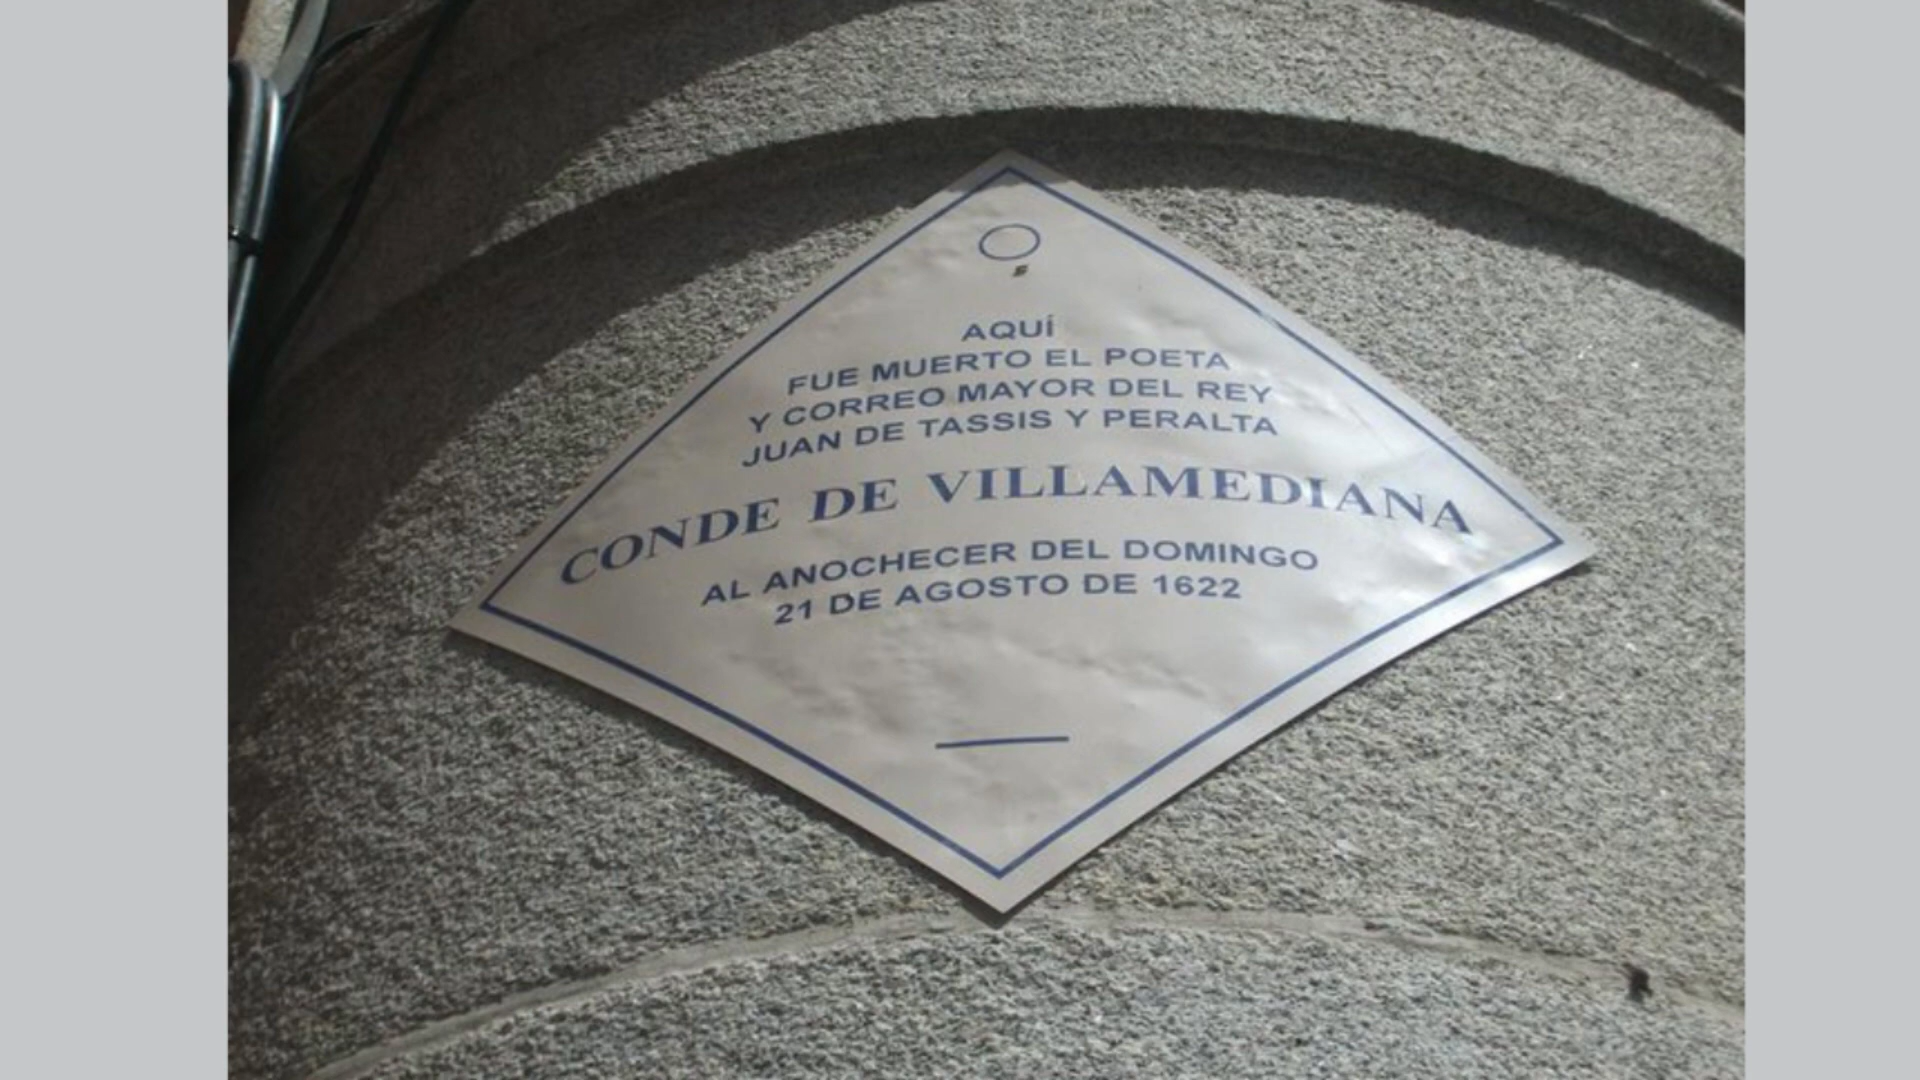 AQUÍ
FUE MUERTO EL POETA
Y CORREO MAYOR DEL REY
JUAN DE TASSIS Y PERALTA
CONDE DE VILLAMEDIANA
AL ANOCHECER DEL DOMINGO
21 DE AGOSTO DE 1622